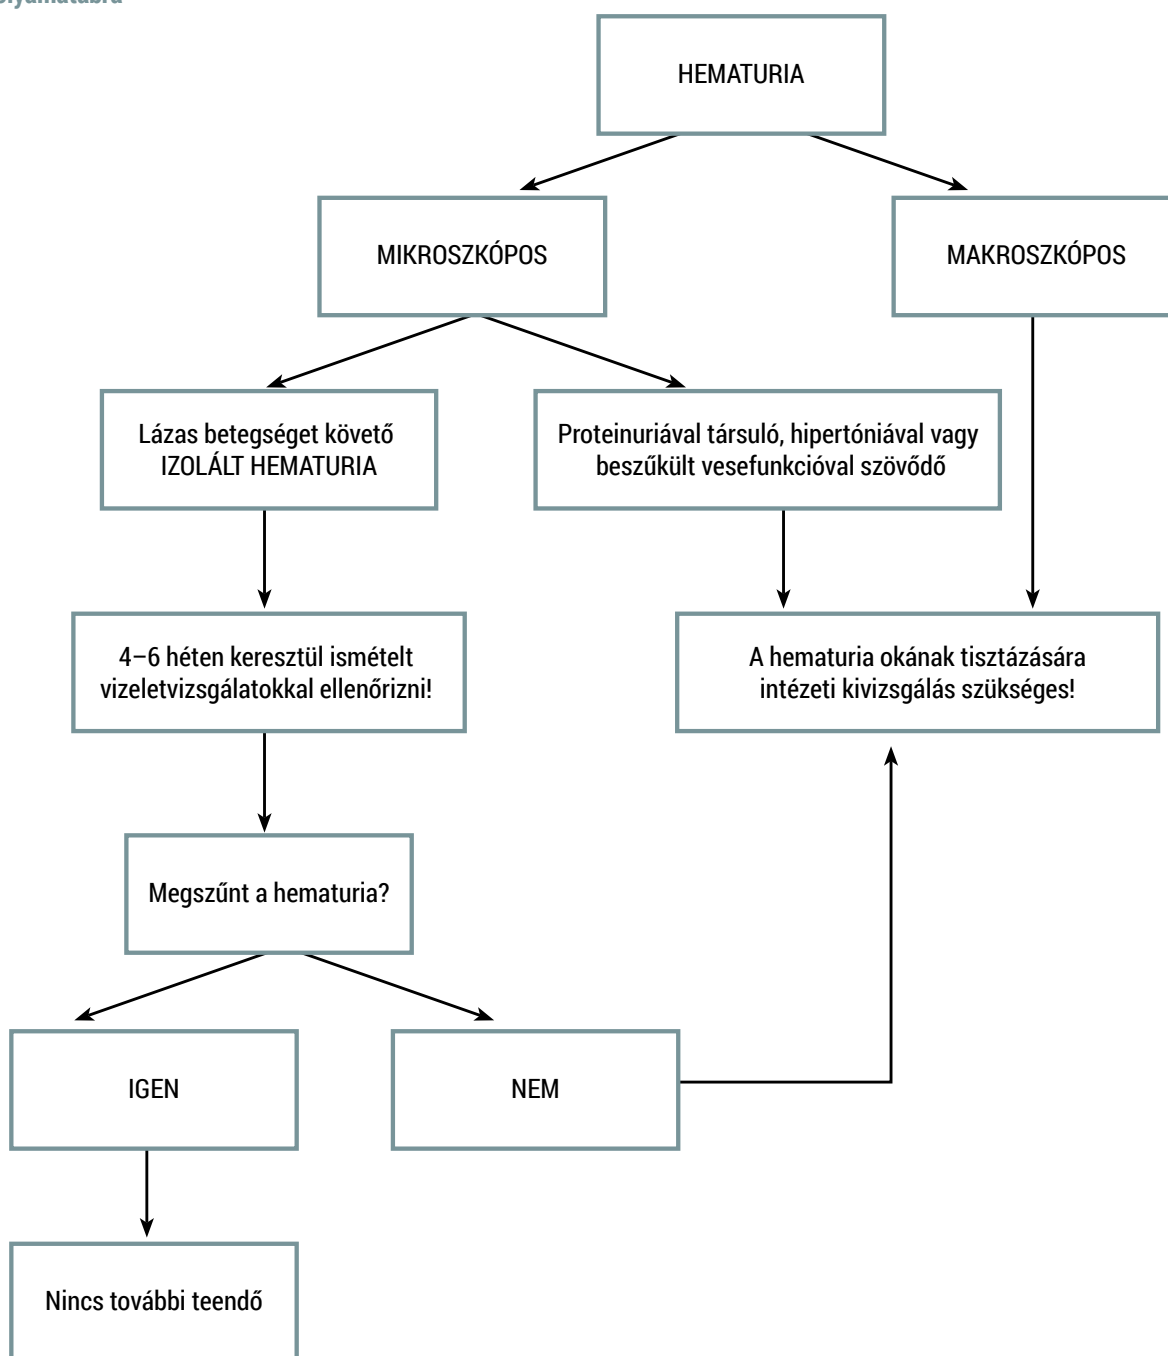 HEMATURIA
MIKROSZKÓPOS
MAKROSZKÓPOS
Lázas betegséget követő
IZOLÁLT HEMATURIA
Proteinuriával társuló, hipertóniával vagy
beszűkült vesefunkcióval szövődő
4–6 héten keresztül ismételt
vizeletvizsgálatokkal ellenőrizni!
A hematuria okának tisztázására
intézeti kivizsgálás szükséges!
Megszűnt a hematuria?
IGEN
NEM
Nincs további teendő